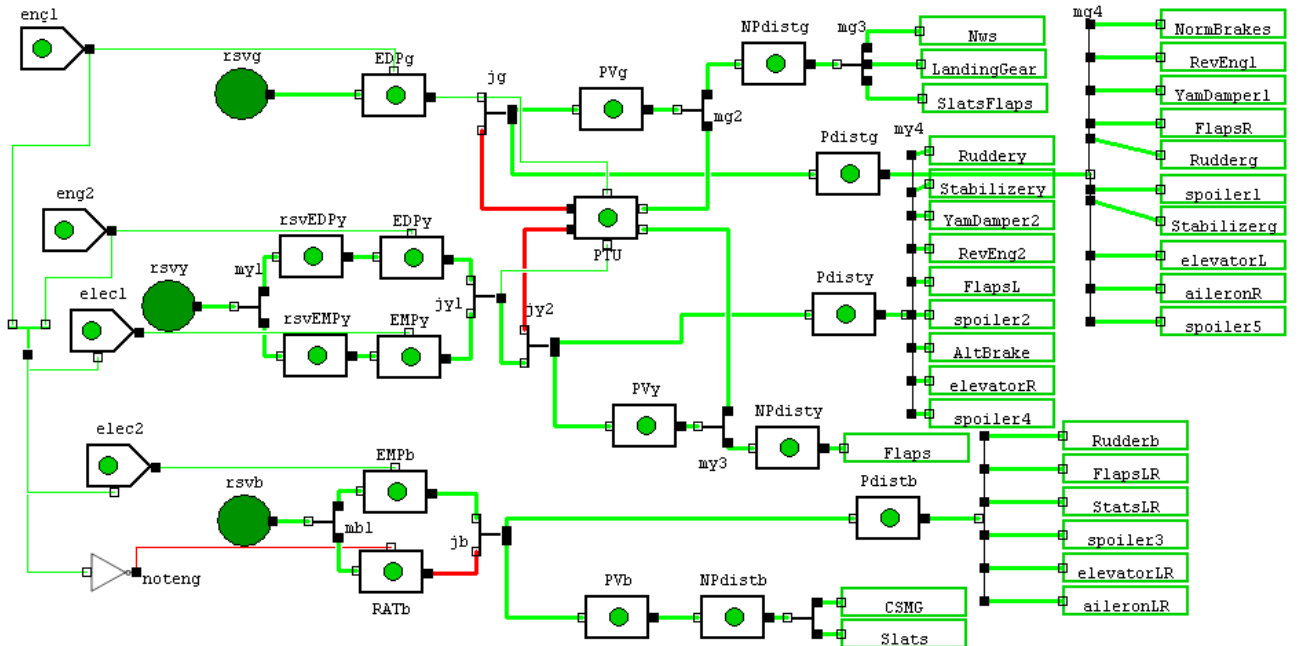 eng1
rsvg
EDPg
jg
PVg
NPdistg
mg3
Nws
LandingGear
SlatsFlaps
mg2
mg4
NormBrakes
RevEng1
YamDamper1
FlapsR
Rudderg
spoiler1
Stabilizerg
elevatorL
aileronR
spoiler5
Pdistg
my4
Ruddery
Stabilizery
YamDamper2
RevEng2
FlapsL
spoiler2
AltBrake
elevatorR
spoiler4
eng2
rsvEDPy
EDPy
PTU
rsvy
my1
jy1
jy2
Pdisty
elec1
rsvEMPy
EMPy
PVy
my3
NPdisty
Flaps
elec2
rsvb
EMPb
mb1
jb
Pdistb
Rudderb
FlapsLR
StatsLR
spoiler3
elevatorLR
aileronLR
noteng
RATb
PVb
NPdistb
CSMG
Slats